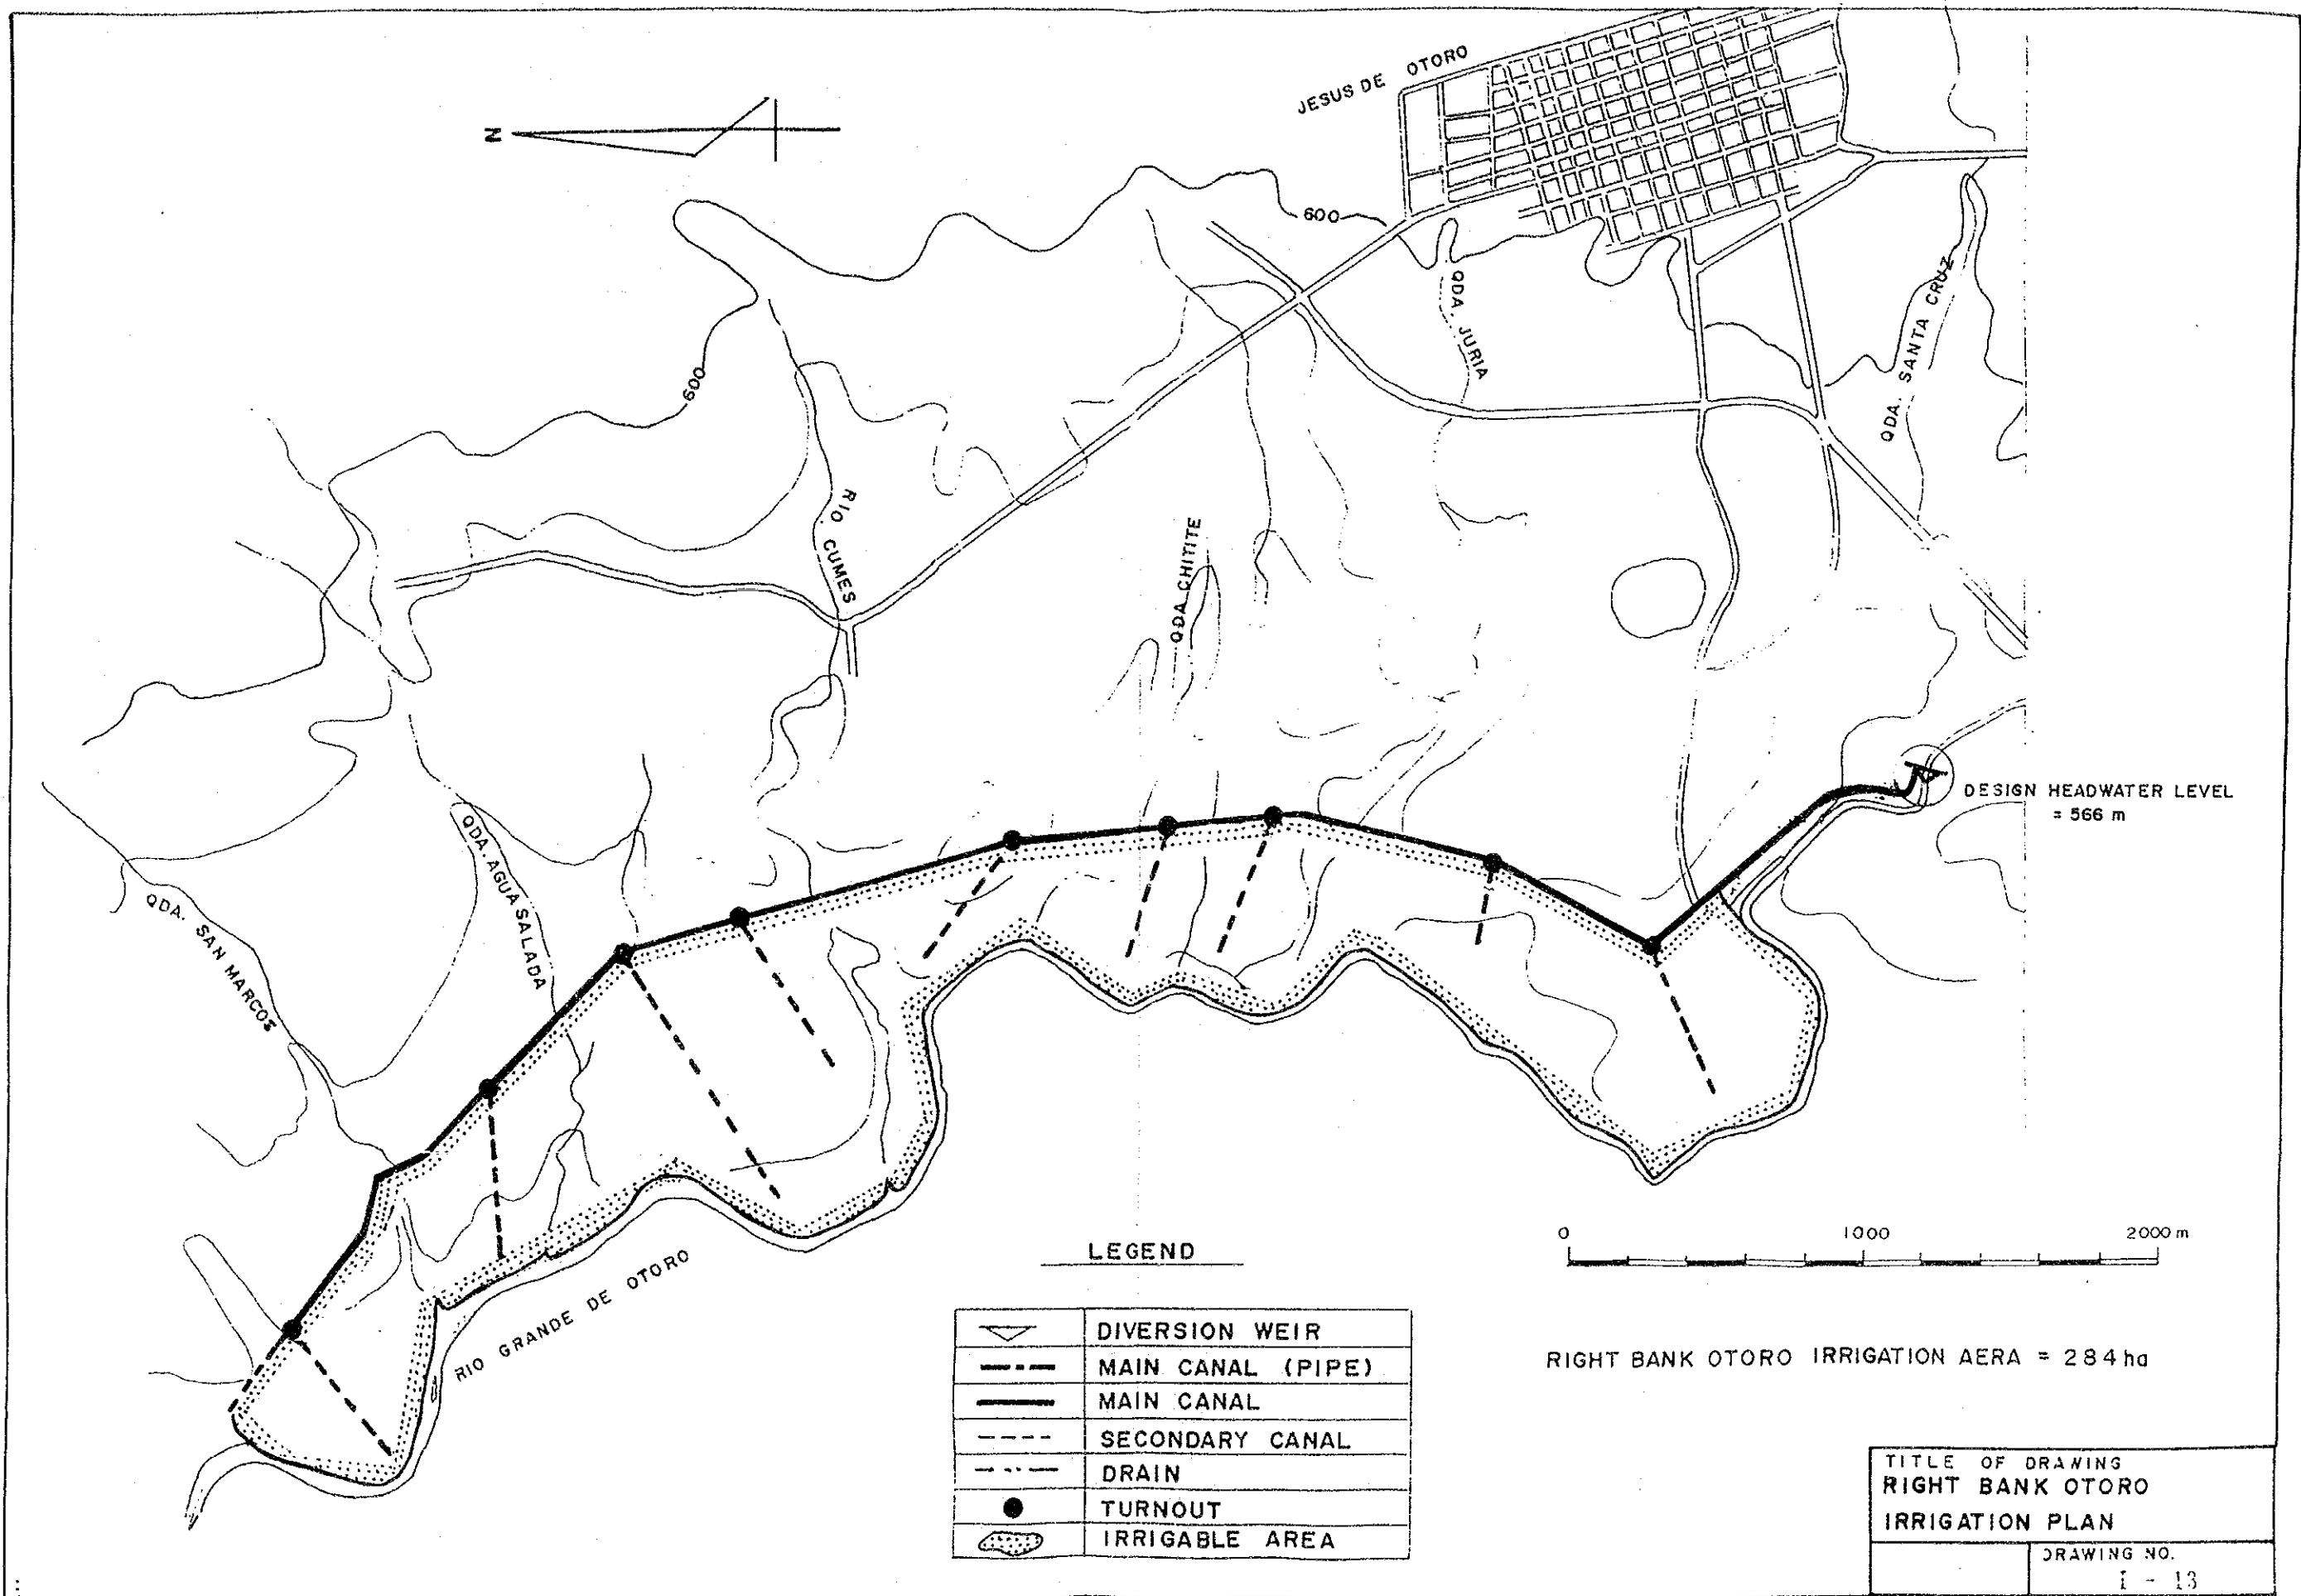 JESUS DE OTORO
N
600
600
QDA. JURIA
QDA. SANTA CRUZ
RIO. CUMES
QDA CHITITE
DESIGN HEADWATER LEVEL
= 566 m
QDA. AGUA SALADA
QDA. SAN MARCOS
RIO GRANDE DE OTORO
0 1000 2000 m
LEGEND
DIVERSION WEIR
MAIN CANAL (PIPE)
MAIN CANAL
SECONDARY CANAL
DRAIN
TURNOUT
IRRIGABLE AREA
RIGHT BANK OTORO IRRIGATION AERA = 284 ha
TITLE OF DRAWING
RIGHT BANK OTORO
IRRIGATION PLAN
DRAWING NO.
I - 13